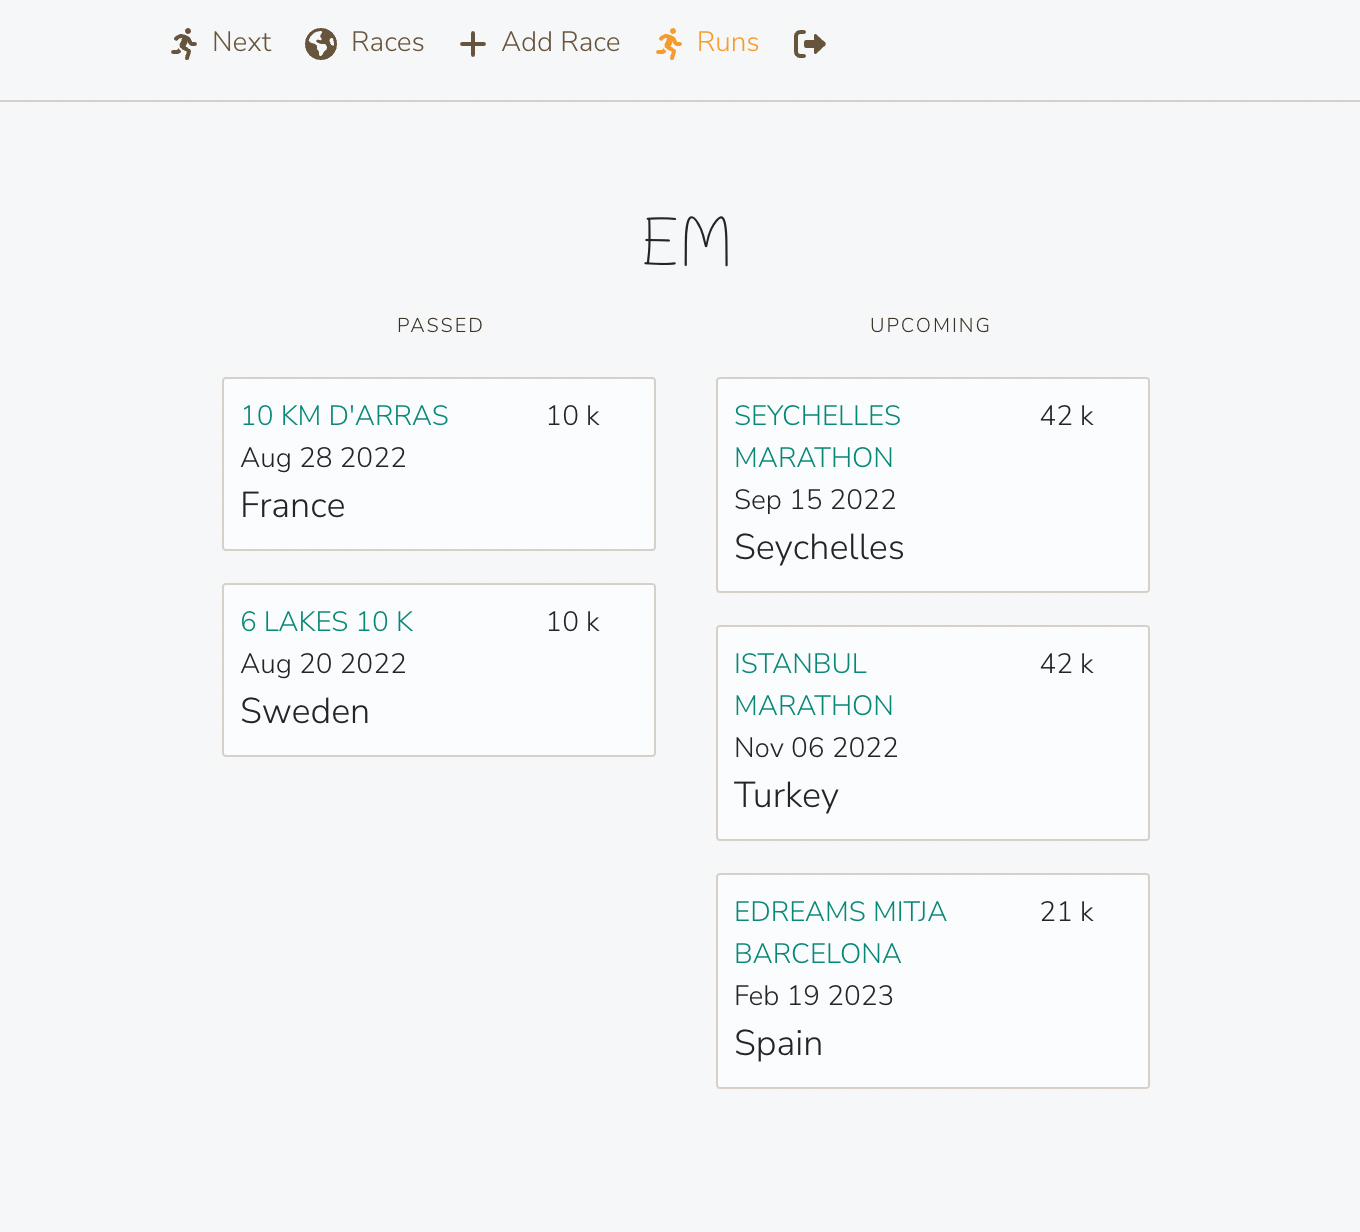 Next Races Add Race Runs
EM
PASSED
10 KM D'ARRAS 10 k
Aug 28 2022
France
6 LAKES 10 K 10 k
Aug 20 2022
Sweden
UPCOMING
SEYCHELLES 42 k
MARATHON
Sep 15 2022
Seychelles
ISTANBUL 42 k
MARATHON
Nov 06 2022
Turkey
EDREAMS MITJA 21 k
BARCELONA
Feb 19 2023
Spain